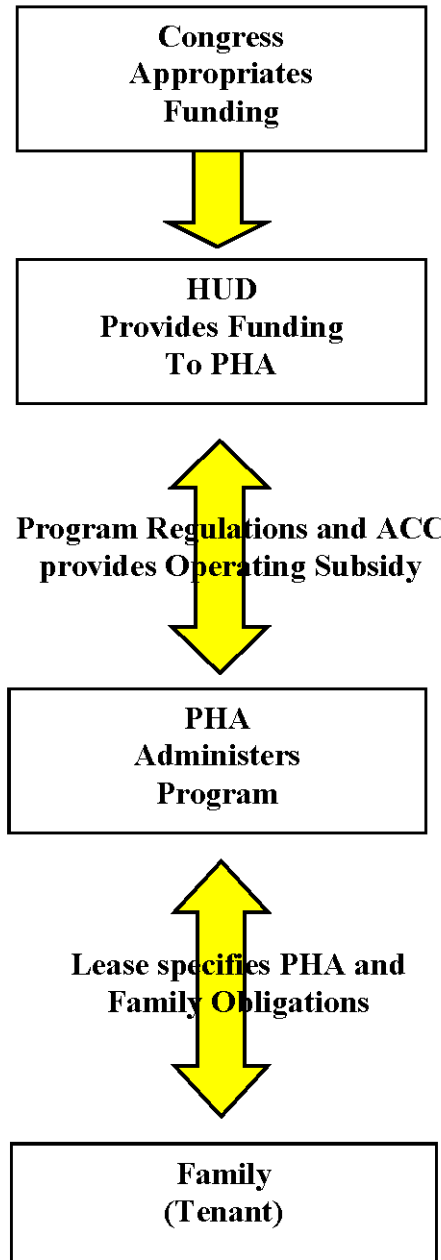 Congress
Appropriates
Funding
HUD
Provides Funding
To PHA
Program Regulations and ACC
provides Operating Subsidy
PHA
Administers
Program
Lease specifies PHA and
Family Obligations
Family
(Tenant)